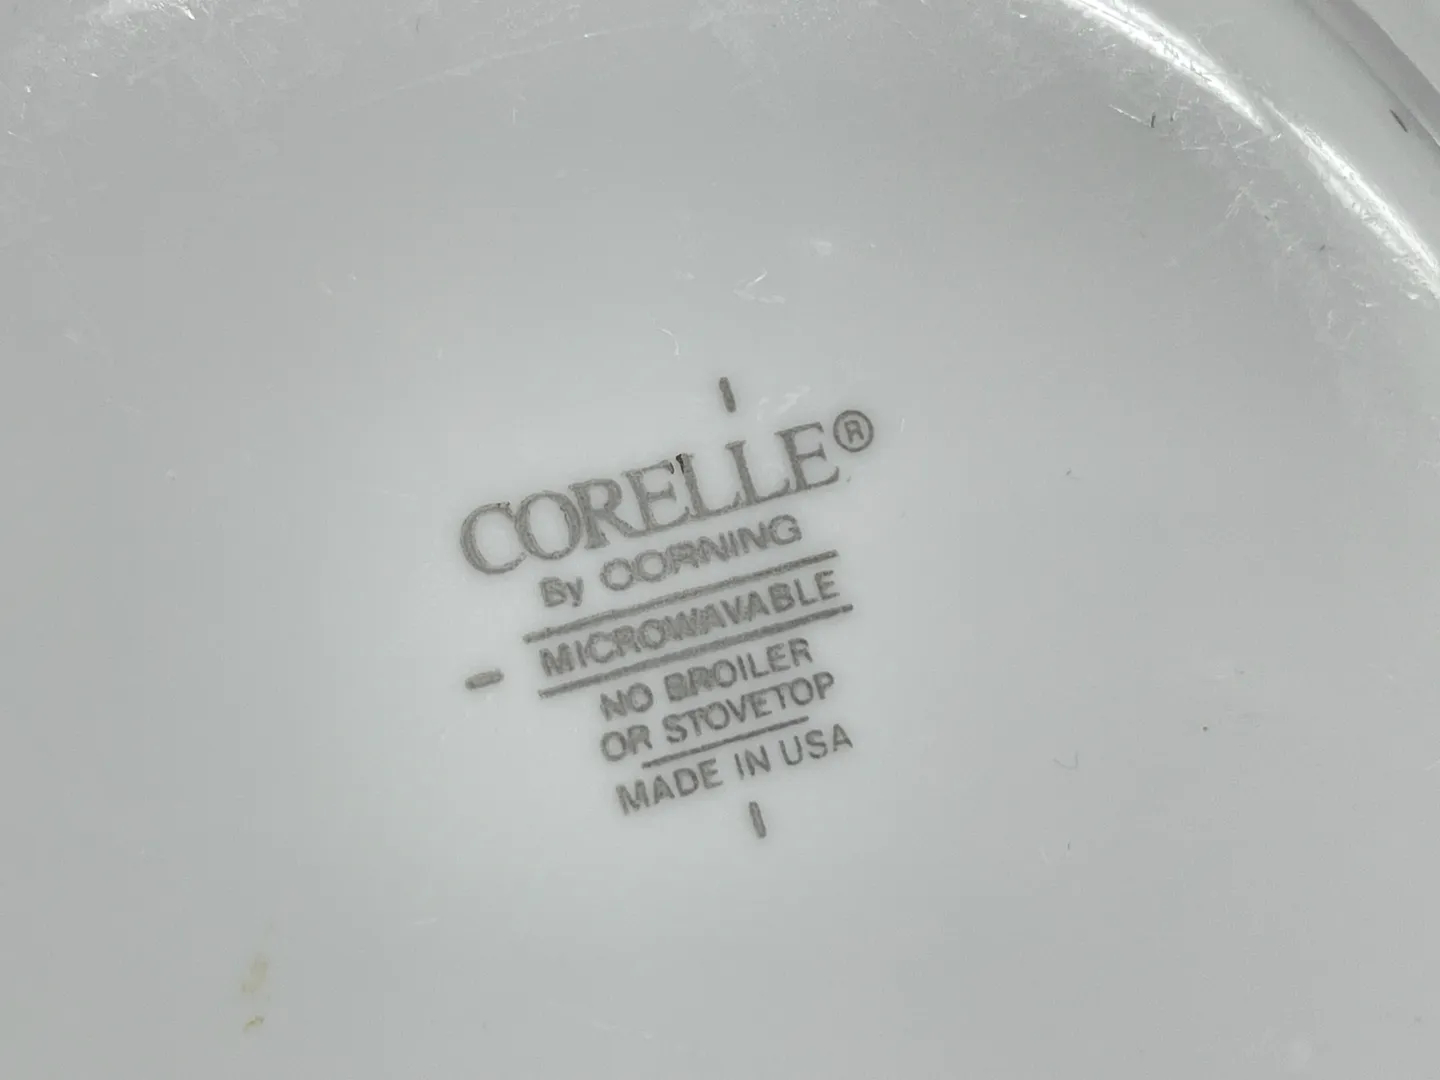 CORELLE®
By CORNING
MICROWAVABLE
NO BROILER
OR STOVETOP
MADE IN USA